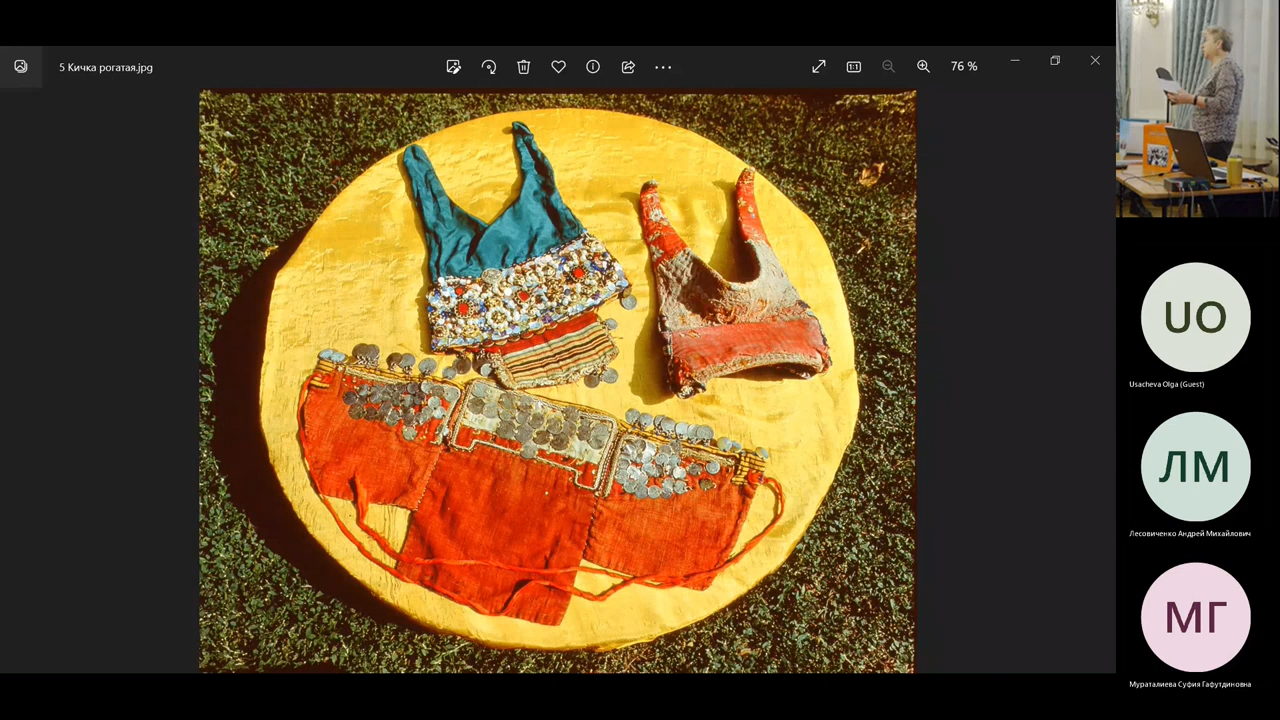 5 Кичка рогатая.jpg
76 %
UO
Usacheva Olga (Guest)
ЛМ
Лесовиченко Андрей Михайлович
МГ
Мураталиева Суфия Гафутдиновна